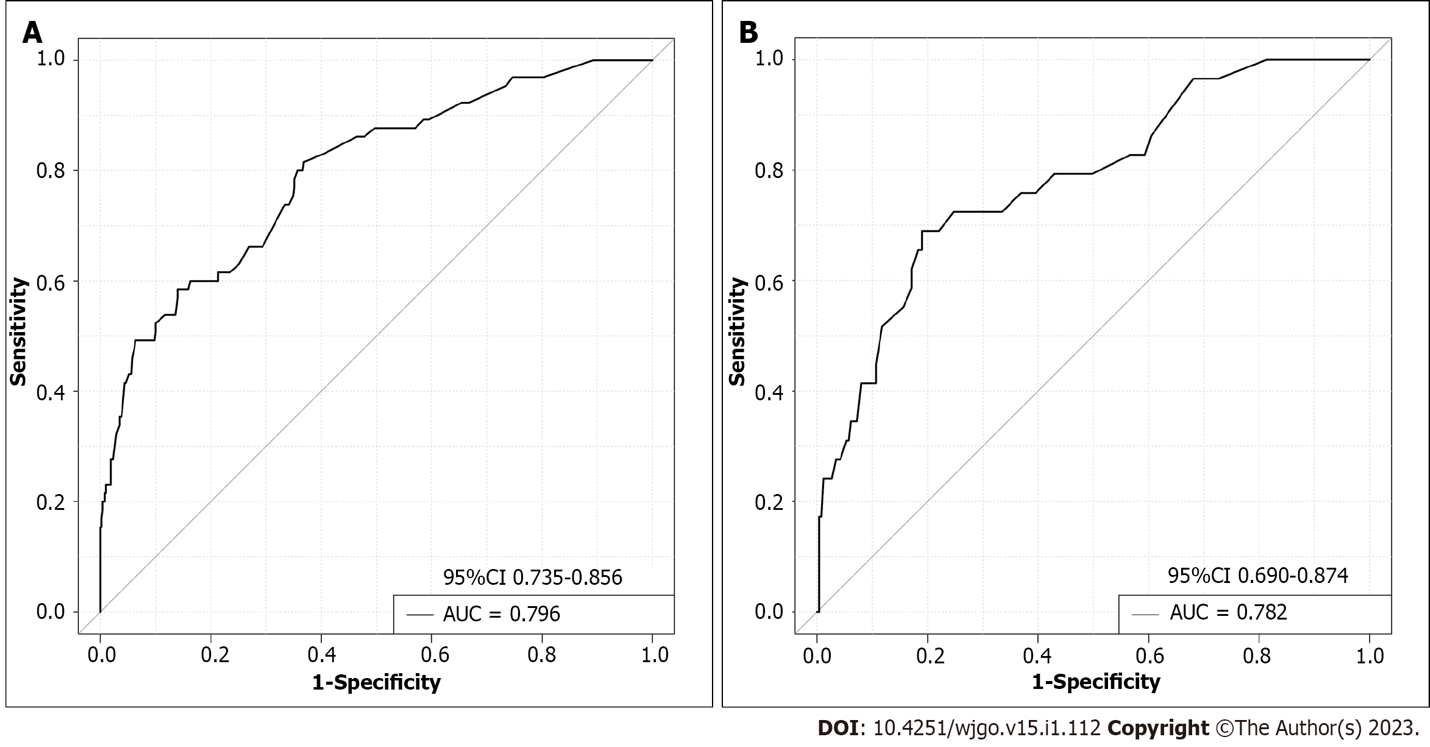 A
1.0
0.8
0.6
0.4
0.2
0.0
Sensitivity
95%CI 0.735-0.856
AUC = 0.796
0.0 0.2 0.4 0.6 0.8 1.0
1-Specificity
B
1.0
0.8
0.6
0.4
0.2
0.0
Sensitivity
95%CI 0.690-0.874
AUC = 0.782
0.0 0.2 0.4 0.6 0.8 1.0
1-Specificity
DOI: 10.4251/wjgo.v15.i1.112 Copyright ©The Author(s) 2023.